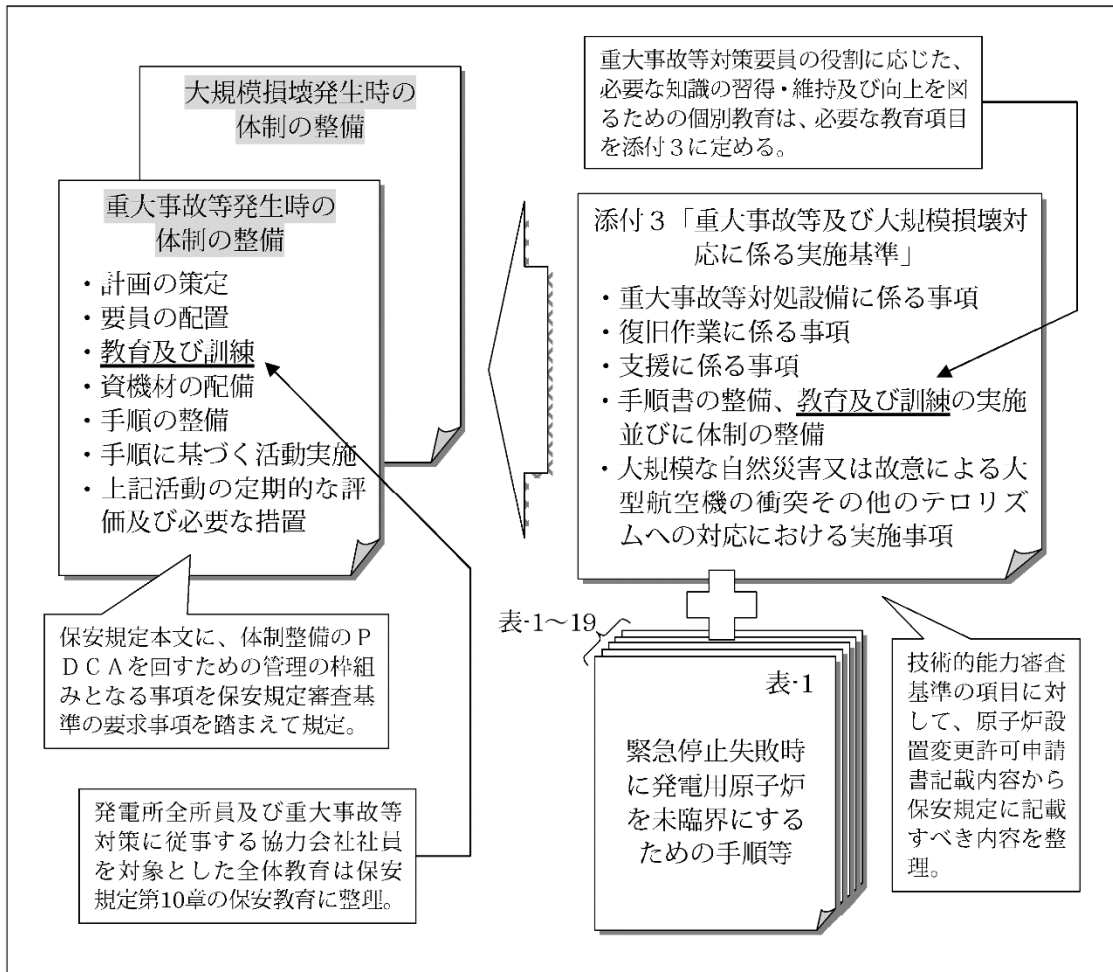 大規模損壊発生時の
体制の整備
重大事故等発生時の
体制の整備
・計画の策定
・要員の配置
・教育及び訓練
・資機材の配備
・手順の整備
・手順に基づく活動実施
・上記活動の定期的な評
価及び必要な措置
保安規定本文に、体制整備のＰ
ＤＣＡを回すための管理の枠組
みとなる事項を保安規定審査基
準の要求事項を踏まえて規定。
発電所全所員及び重大事故等
対策に従事する協力会社社員
を対象とした全体教育は保安
規定第10章の保安教育に整理。
重大事故等対策要員の役割に応じた、
必要な知識の習得・維持及び向上を図
るための個別教育は、必要な教育項目
を添付３に定める。
添付３「重大事故等及び大規模損壊対
応に係る実施基準」
・重大事故等対処設備に係る事項
・復旧作業に係る事項
・支援に係る事項
・手順書の整備、教育及び訓練の実施
並びに体制の整備
・大規模な自然災害又は故意による大
型航空機の衝突その他のテロリズ
ムへの対応における実施事項
表-1～19
表-1
緊急停止失敗時
に発電用原子炉
を未臨界にする
ための手順等
技術的能力審査
基準の項目に対
して、原子炉設
置変更許可申請
書記載内容から
保安規定に記載
すべき内容を整
理。